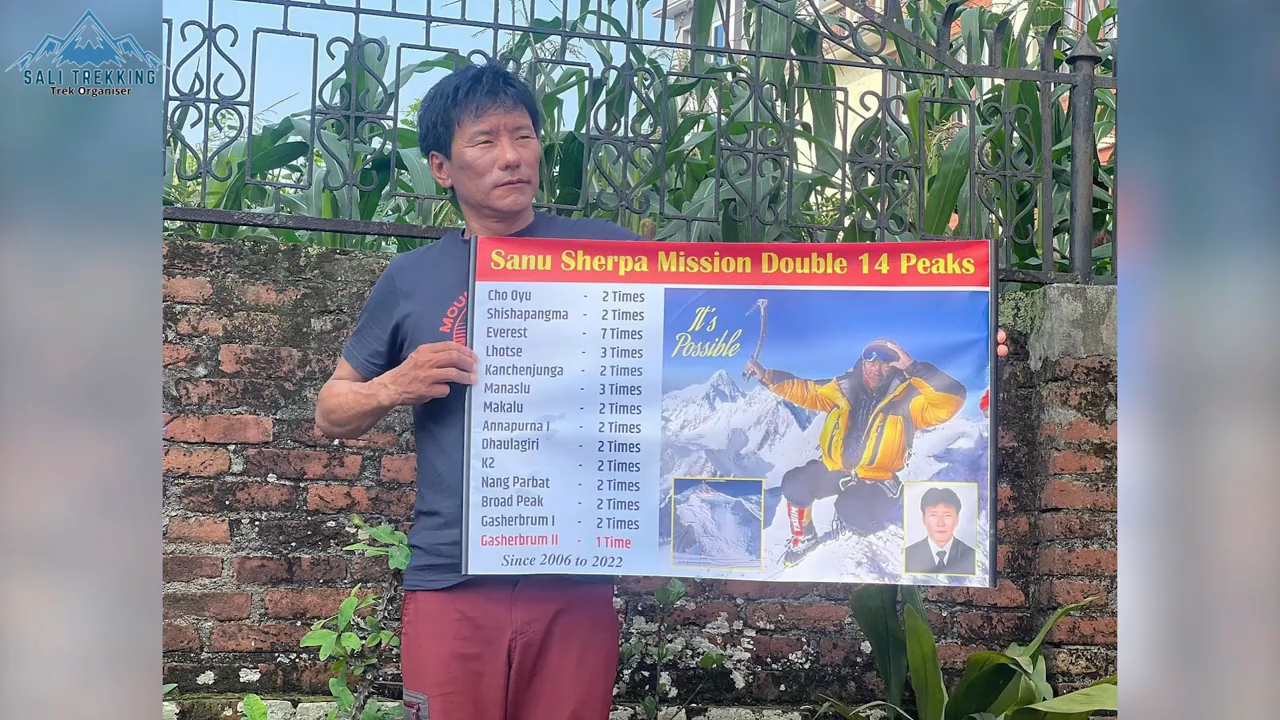 SALI TREKKING
Trek Organiser
Sanu Sherpa Mission Double 14 Peaks
Cho Oyu - 2 Times
Shishapangma - 2 Times
Everest - 7 Times
Lhotse - 3 Times
Kanchenjunga - 2 Times
Manaslu - 3 Times
Makalu - 2 Times
Annapurna I - 2 Times
Dhaulagiri - 2 Times
K2 - 2 Times
Nang Parbat - 2 Times
Broad Peak - 2 Times
Gasherbrum I - 2 Times
Gasherbrum II - 1 Time
Since 2006 to 2022
It's
Possible